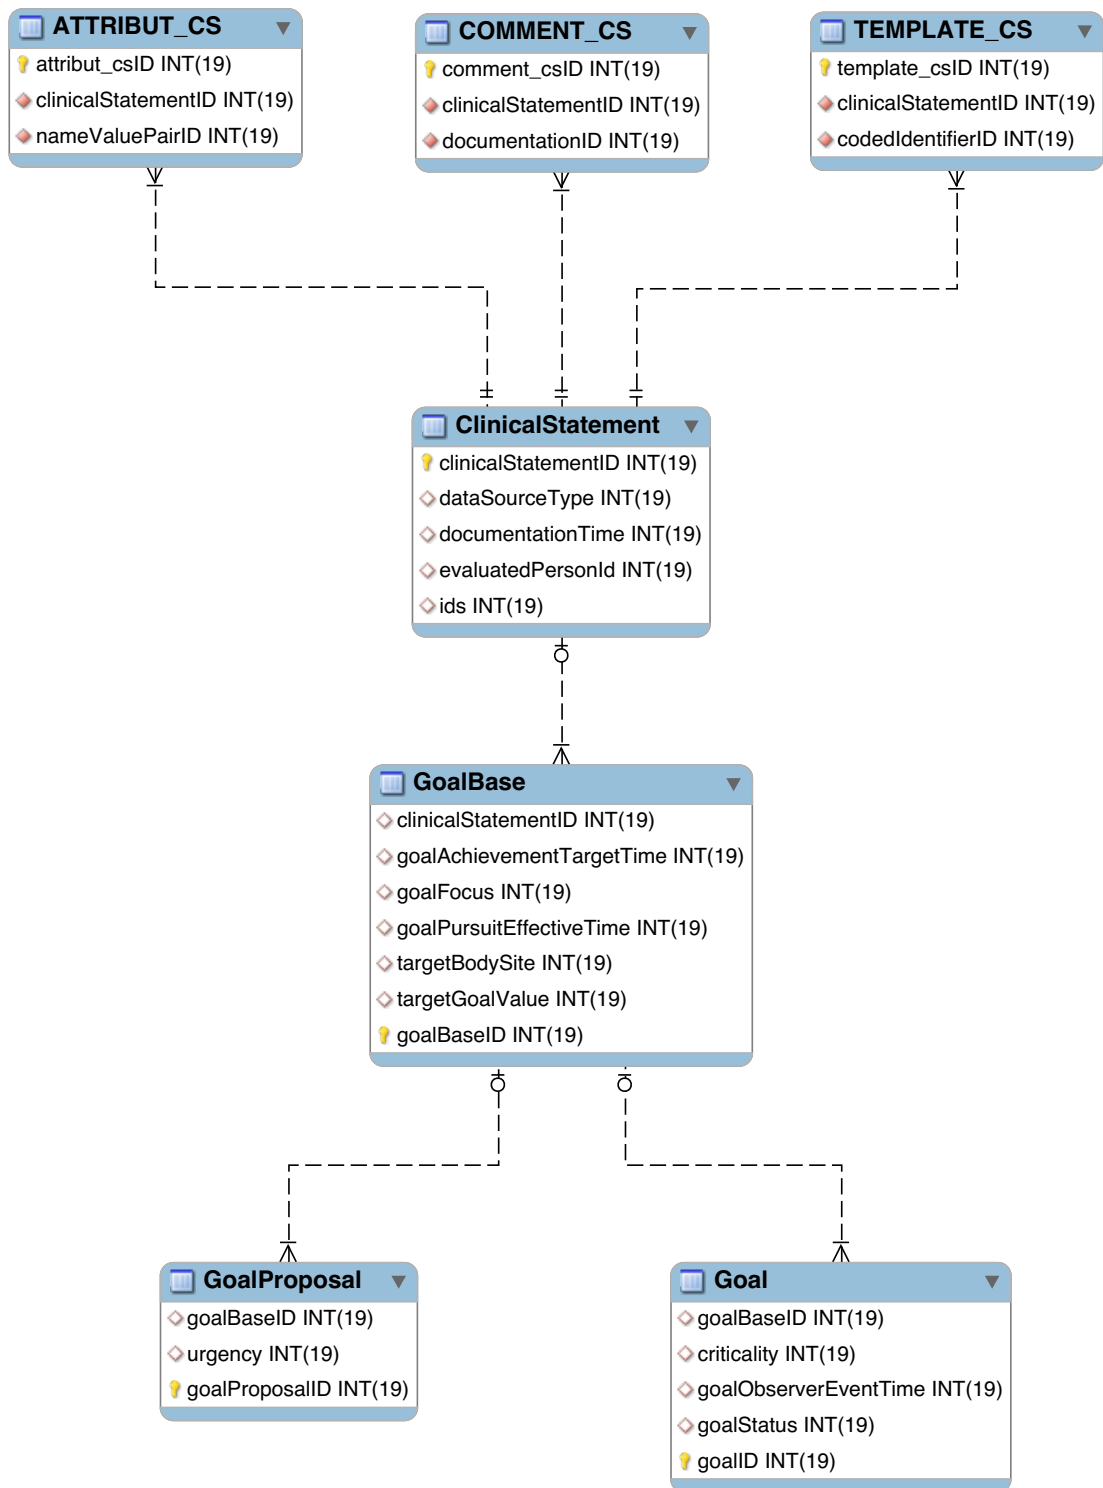 ATTRIBUT_CS
attribut_csID INT(19)
clinicalStatementID INT(19)
nameValuePairID INT(19)
COMMENT_CS
comment_csID INT(19)
clinicalStatementID INT(19)
documentationID INT(19)
TEMPLATE_CS
template_csID INT(19)
clinicalStatementID INT(19)
codedIdentifierID INT(19)
ClinicalStatement
clinicalStatementID INT(19)
dataSourceType INT(19)
documentationTime INT(19)
evaluatedPersonId INT(19)
ids INT(19)
GoalBase
clinicalStatementID INT(19)
goalAchievementTargetTime INT(19)
goalFocus INT(19)
goalPursuitEffectiveTime INT(19)
targetBodySite INT(19)
targetGoalValue INT(19)
goalBaseID INT(19)
GoalProposal
goalBaseID INT(19)
urgency INT(19)
goalProposalID INT(19)
Goal
goalBaseID INT(19)
criticality INT(19)
goalObserverEventTime INT(19)
goalStatus INT(19)
goalID INT(19)